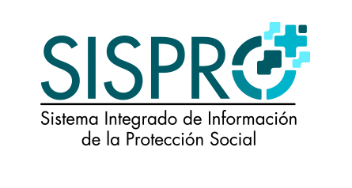 SISPRO
Sistema Integrado de Información
de la Protección Social